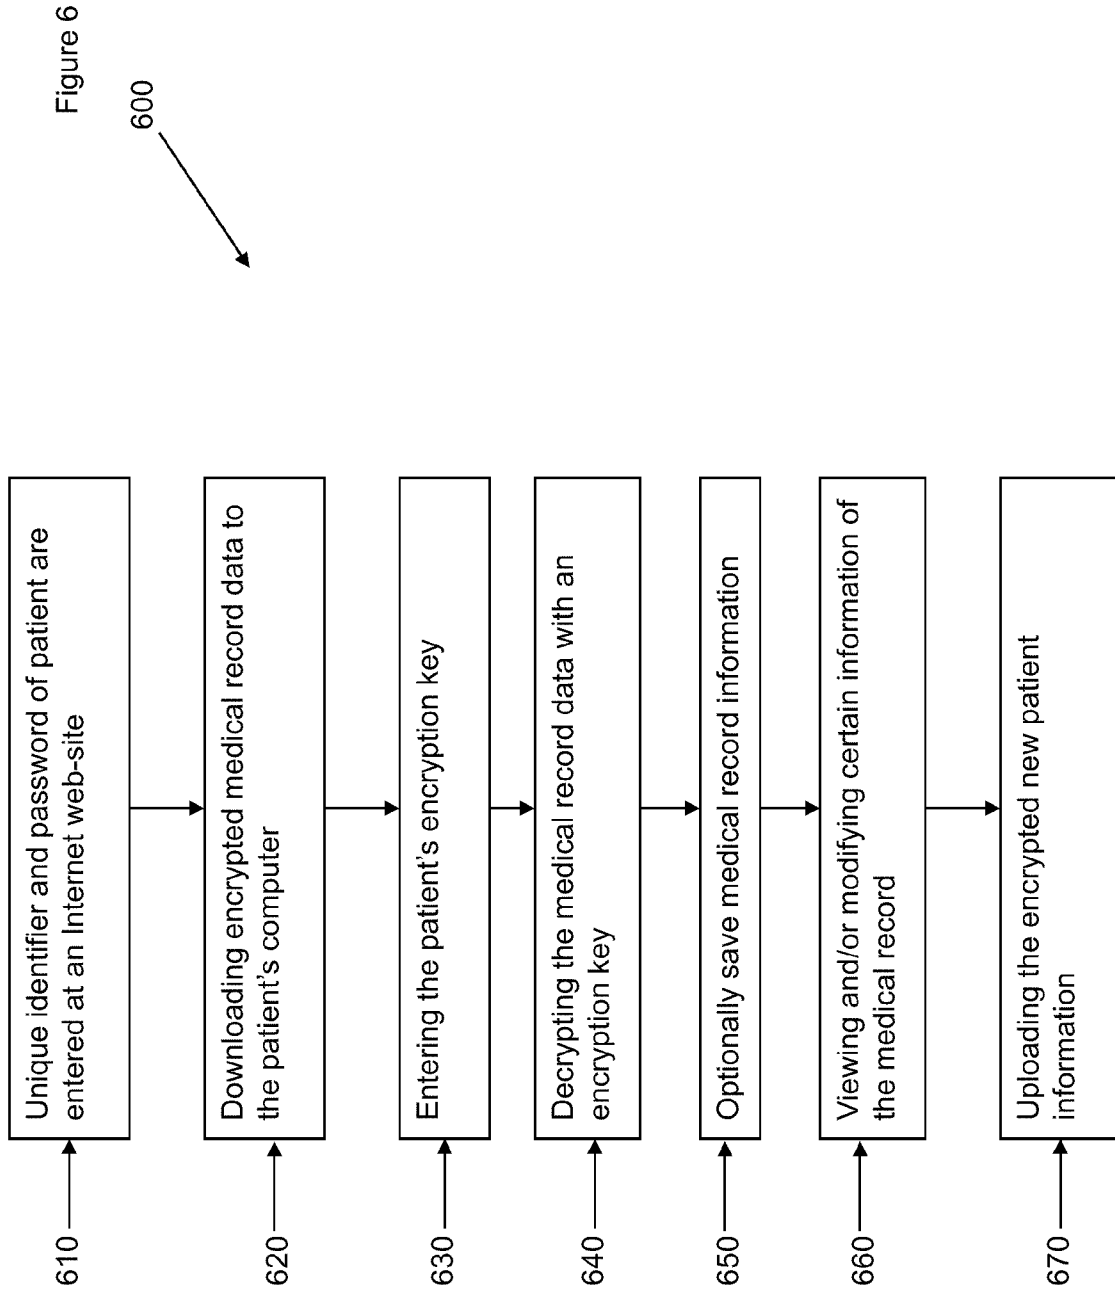 Figure 6
600
610
Unique identifier and password of patient are
entered at an Internet web-site
620
Downloading encrypted medical record data to
the patient's computer
630
Entering the patient's encryption key
640
Decrypting the medical record data with an
encryption key
650
Optionally save medical record information
660
Viewing and/or modifying certain information of
the medical record
670
Uploading the encrypted new patient
information